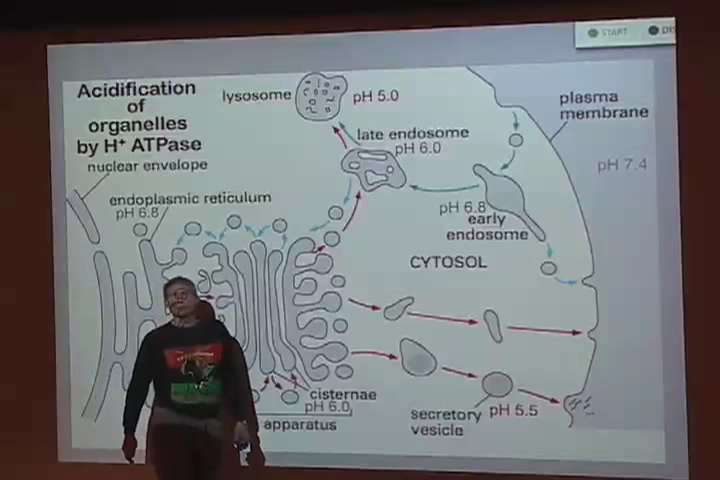 START
Acidification
of
organelles
by H⁺ ATPase
nuclear envelope
endoplasmic reticulum
pH 6.8
lysosome
pH 5.0
late endosome
pH 6.0
plasma
membrane
pH 7.4
pH 6.8
early
endosome
CYTOSOL
cisternae
pH 6.0
apparatus
secretory
vesicle
pH 5.5